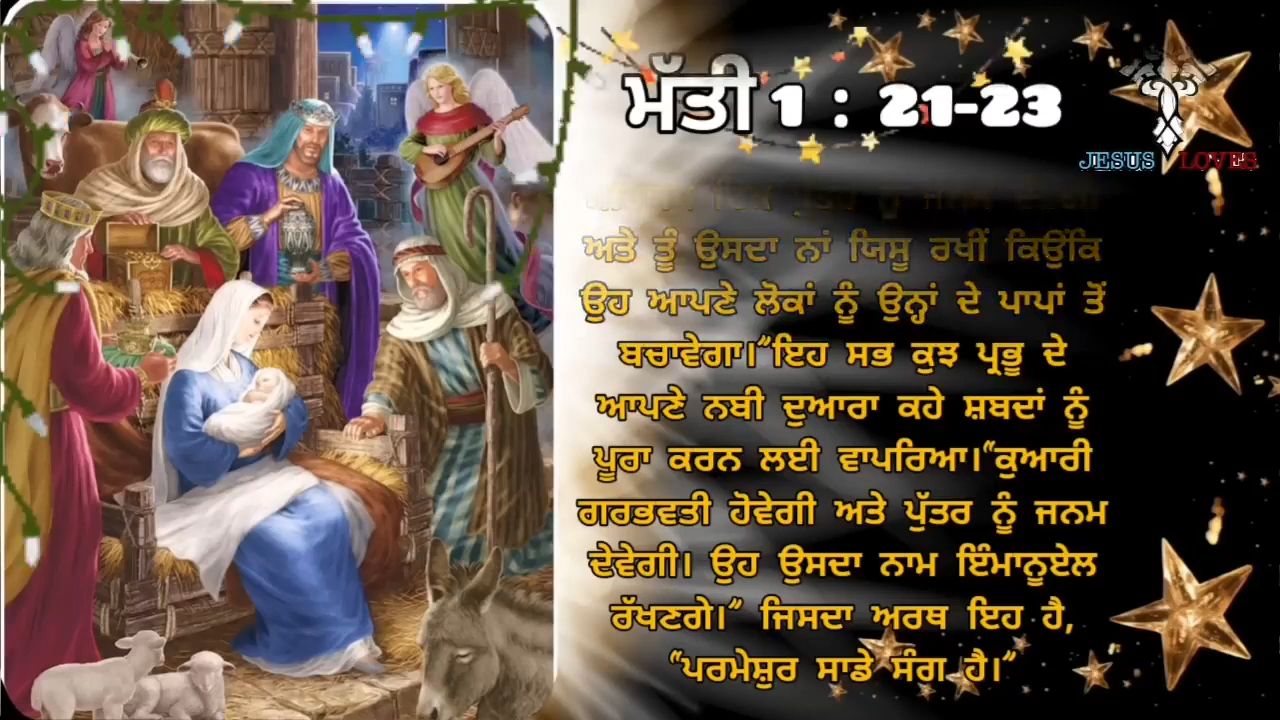 ਮੱਤੀ 1 : 21-23
JESUS LOVES
ਅਤੇ ਤੂੰ ਉਸਦਾ ਨਾਂ ਯਿਸੂ ਰਖੀਂ ਕਿਉਂਕਿ
ਉਹ ਆਪਣੇ ਲੋਕਾਂ ਨੂੰ ਉਨ੍ਹਾਂ ਦੇ ਪਾਪਾਂ ਤੋਂ
ਬਚਾਵੇਗਾ।”ਇਹ ਸਭ ਕੁਝ ਪ੍ਰਭੂ ਦੇ
ਆਪਣੇ ਨਬੀ ਦੁਆਰਾ ਕਹੇ ਸ਼ਬਦਾਂ ਨੂੰ
ਪੂਰਾ ਕਰਨ ਲਈ ਵਾਪਰਿਆ।“ਕੁਆਰੀ
ਗਰਭਵਤੀ ਹੋਵੇਗੀ ਅਤੇ ਪੁੱਤਰ ਨੂੰ ਜਨਮ
ਦੇਵੇਗੀ। ਉਹ ਉਸਦਾ ਨਾਮ ਇੰਮਾਨੂਏਲ
ਰੱਖਣਗੇ।” ਜਿਸਦਾ ਅਰਥ ਇਹ ਹੈ,
“ਪਰਮੇਸ਼ੁਰ ਸਾਡੇ ਸੰਗ ਹੈ।”